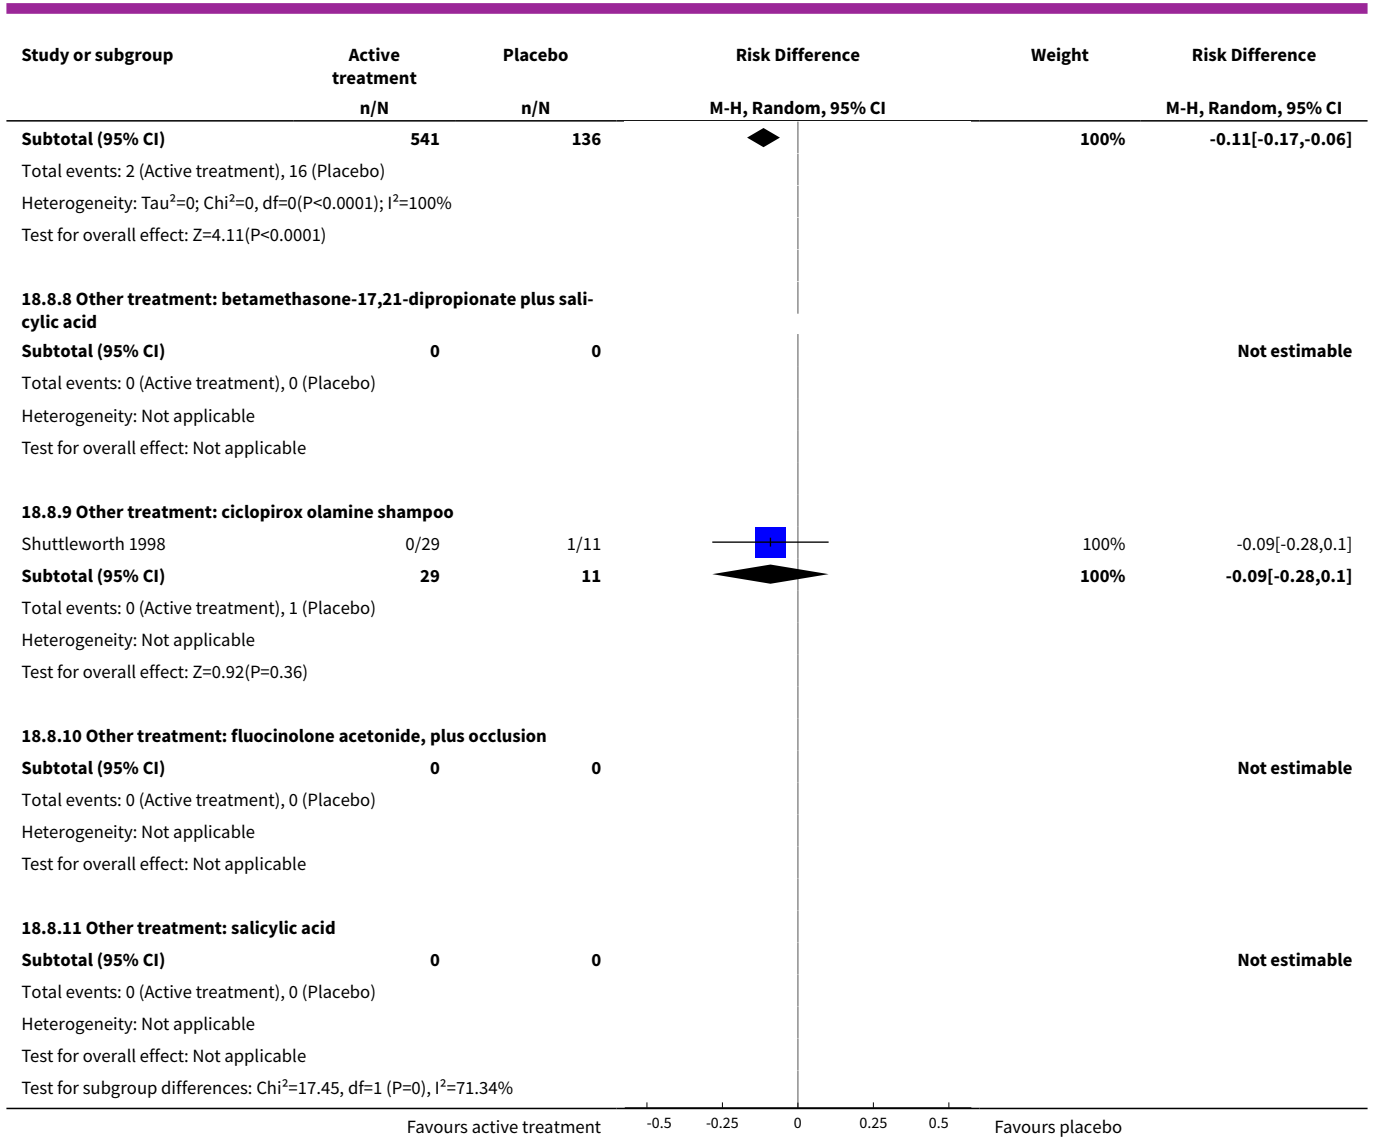 Study or subgroup Active Placebo Risk Difference Weight Risk Difference
treatment
n/N n/N M-H, Random, 95% CI M-H, Random, 95% CI
Subtotal (95% CI) 541 136 100% -0.11[-0.17,-0.06]
Total events: 2 (Active treatment), 16 (Placebo)
Heterogeneity: Tau²=0; Chi²=0, df=0(P<0.0001); I²=100%
Test for overall effect: Z=4.11(P<0.0001)
18.8.8 Other treatment: betamethasone-17,21-dipropionate plus sali-
cylic acid
Subtotal (95% CI) 0 0 Not estimable
Total events: 0 (Active treatment), 0 (Placebo)
Heterogeneity: Not applicable
Test for overall effect: Not applicable
18.8.9 Other treatment: ciclopirox olamine shampoo
Shuttleworth 1998 0/29 1/11 100% -0.09[-0.28,0.1]
Subtotal (95% CI) 29 11 100% -0.09[-0.28,0.1]
Total events: 0 (Active treatment), 1 (Placebo)
Heterogeneity: Not applicable
Test for overall effect: Z=0.92(P=0.36)
18.8.10 Other treatment: fluocinolone acetonide, plus occlusion
Subtotal (95% CI) 0 0 Not estimable
Total events: 0 (Active treatment), 0 (Placebo)
Heterogeneity: Not applicable
Test for overall effect: Not applicable
18.8.11 Other treatment: salicylic acid
Subtotal (95% CI) 0 0 Not estimable
Total events: 0 (Active treatment), 0 (Placebo)
Heterogeneity: Not applicable
Test for overall effect: Not applicable
Test for subgroup differences: Chi²=17.45, df=1 (P=0), I²=71.34%
Favours active treatment -0.5 -0.25 0 0.25 0.5 Favours placebo